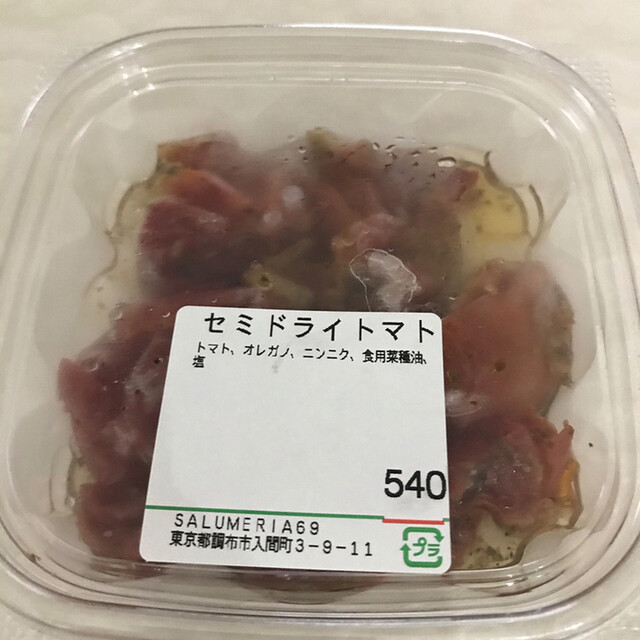 セミドライトマト
トマト、オレガノ、ニンニク、食用菜種油、
塩
540
SALUMERIA69
東京都調布市入間町3-9-11
プラ